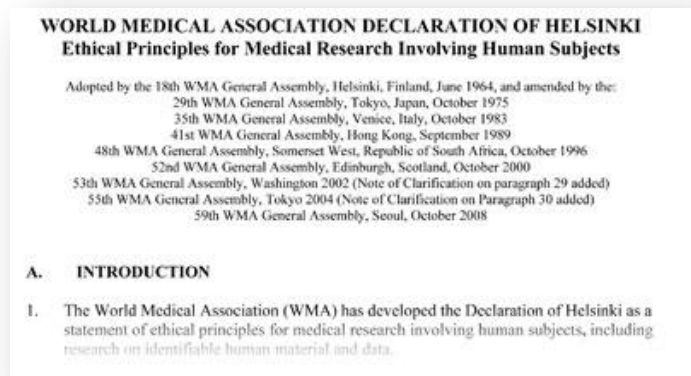 WORLD MEDICAL ASSOCIATION DECLARATION OF HELSINKI
Ethical Principles for Medical Research Involving Human Subjects
Adopted by the 18th WMA General Assembly, Helsinki, Finland, June 1964, and amended by the:
29th WMA General Assembly, Tokyo, Japan, October 1975
35th WMA General Assembly, Venice, Italy, October 1983
41st WMA General Assembly, Hong Kong, September 1989
48th WMA General Assembly, Somerset West, Republic of South Africa, October 1996
52nd WMA General Assembly, Edinburgh, Scotland, October 2000
53th WMA General Assembly, Washington 2002 (Note of Clarification on paragraph 29 added)
55th WMA General Assembly, Tokyo 2004 (Note of Clarification on Paragraph 30 added)
59th WMA General Assembly, Seoul, October 2008
A. INTRODUCTION
1. The World Medical Association (WMA) has developed the Declaration of Helsinki as a
statement of ethical principles for medical research involving human subjects, including
research on identifiable human material and data.